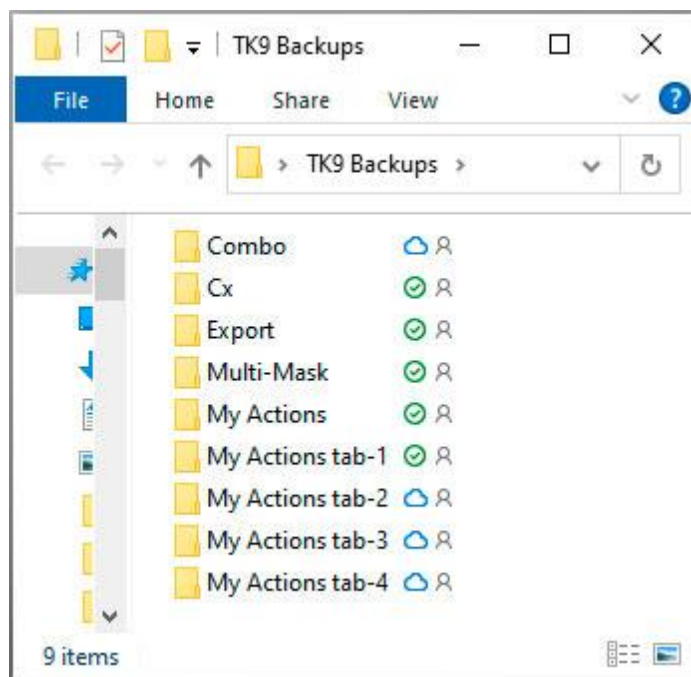 TK9 Backups
File Home Share View ?
TK9 Backups
Combo
Cx
Export
Multi-Mask
My Actions
My Actions tab-1
My Actions tab-2
My Actions tab-3
My Actions tab-4
9 items